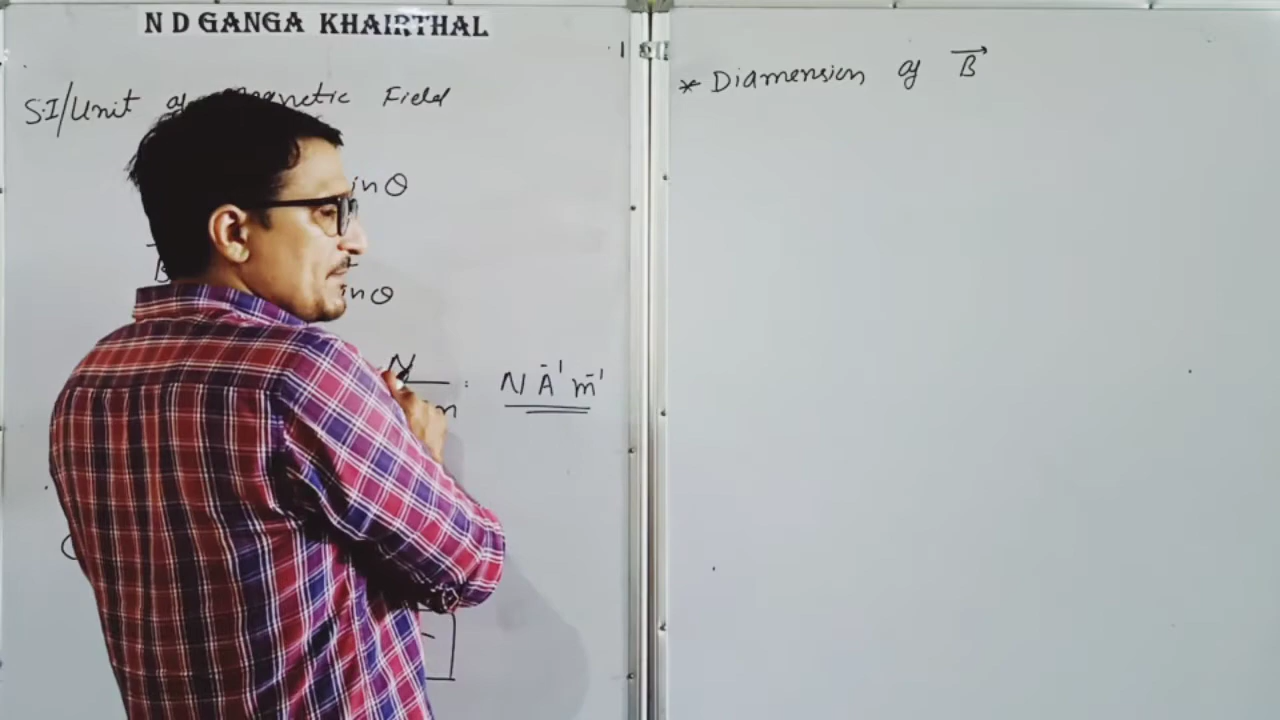 N D GANGA KHAIRTHAL
S.I/Unit of Magnetic Field
in θ
B
in θ
N
m
: N A⁻¹ m⁻¹
* Diamension of B⃗